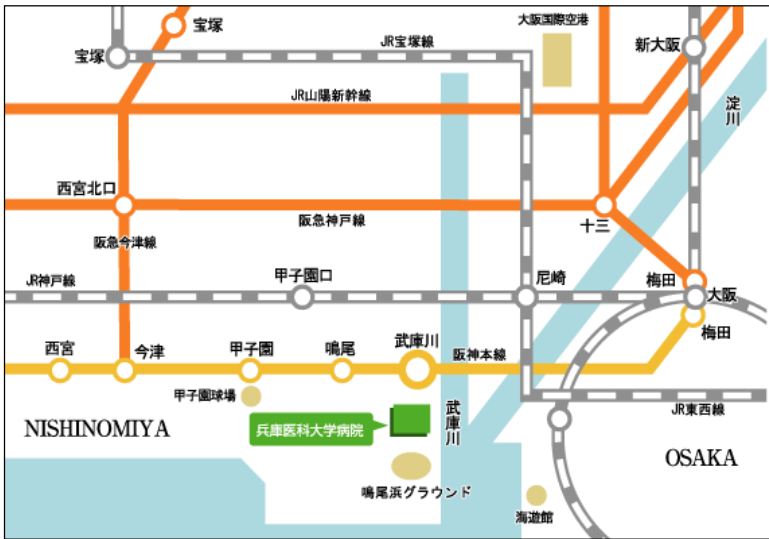 宝塚
大阪国際空港
宝塚
JR宝塚線
新大阪
JR山陽新幹線
淀川
西宮北口
阪急神戸線
十三
阪急今津線
JR神戸線
甲子園口
尼崎
梅田
大阪
梅田
西宮
今津
甲子園
鳴尾
武庫川
阪神本線
甲子園球場
JR東西線
NISHINOMIYA
兵庫医科大学病院
武庫川
OSAKA
鳴尾浜グラウンド
海遊館